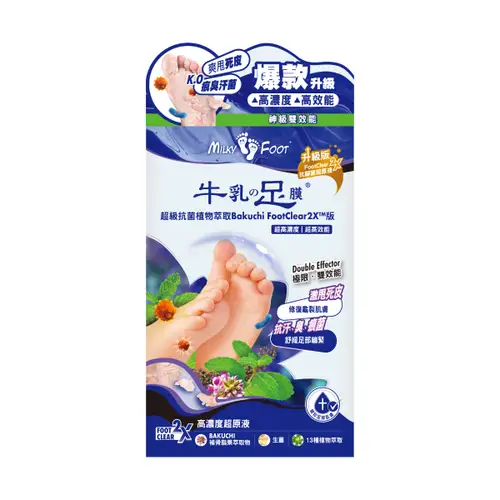 爽用死皮
K.O
痕臭汗菌
爆款升級
▲高濃度▲高效能
神級雙效能
MILKY FOOT
升級版
FootClear 2X
牛乳の足膜®
超級抗菌植物萃取Bakuchi FootClear2X™版
超高濃度 | 超高效能
Double Effector
極限・雙效能
激甩死皮
修復龜裂肌膚
抗汗、臭、痕菌
舒緩足部繃緊
FOOT CLEAR 2X
高濃度超原液
BAKUCHI
補骨脂果萃取物
生薑
13種植物萃取